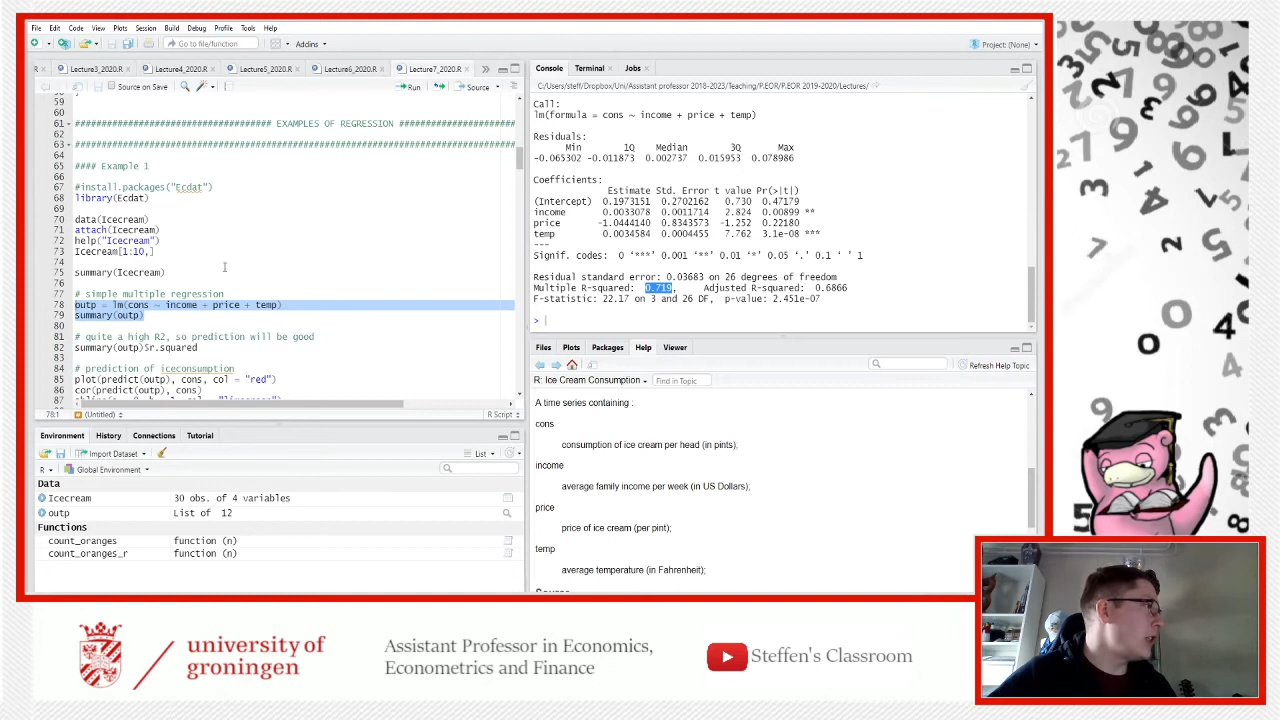 File Edit Code View Plots Session Build Debug Profile Tools Help
Go to file/function Addins Project: (None)
Lecture3_2020.R Lecture4_2020.R Lecture5_2020.R Lecture6_2020.R Lecture7_2020.R
Source on Save Run Source
59
60
61 #################################### EXAMPLES OF REGRESSION #####################
62
63
64
65 #### Example 1
66
67 #install.packages("Ecdat")
68 library(Ecdat)
69
70 data(Icecream)
71 attach(Icecream)
72 help("Icecream")
73 Icecream[1:10,]
74
75 summary(Icecream)
76
77 # simple multiple regression
78 outp = lm(cons ~ income + price + temp)
79 summary(outp)
80
81 # quite a high R2, so prediction will be good
82 summary(outp)$r.squared
83
84 # prediction of iceconsumption
85 plot(predict(outp), cons, col = "red")
86 cor(predict(outp), cons)
87
78:1 (Untitled) R Script
Environment History Connections Tutorial
Import Dataset List
R Global Environment
Data
Icecream 30 obs. of 4 variables
outp List of 12
Functions
count_oranges function (n)
count_oranges_r function (n)
Console Terminal Jobs
C:/Users/steff/Dropbox/Uni/Assistant professor 2018-2023/Teaching/P.EOR/P.EOR 2019-2020/Lectures/
Call:
lm(formula = cons ~ income + price + temp)
Residuals:
Min 1Q Median 3Q Max
-0.065302 -0.011873 0.002737 0.015953 0.078986
Coefficients:
Estimate Std. Error t value Pr(>|t|)
(Intercept) 0.1973151 0.2702162 0.730 0.47179
income 0.0033078 0.0011714 2.824 0.00899 **
price -1.0444140 0.8343573 -1.252 0.22180
temp 0.0034584 0.0004455 7.762 3.1e-08 ***
---
Signif. codes: 0 ‘***’ 0.001 ‘**’ 0.01 ‘*’ 0.05 ‘.’ 0.1 ‘ ’ 1
Residual standard error: 0.03683 on 26 degrees of freedom
Multiple R-squared: 0.719, Adjusted R-squared: 0.6866
F-statistic: 22.17 on 3 and 26 DF, p-value: 2.451e-07
>
Files Plots Packages Help Viewer
Refresh Help Topic
R: Ice Cream Consumption Find in Topic
A time series containing :
cons
consumption of ice cream per head (in pints);
income
average family income per week (in US Dollars);
price
price of ice cream (per pint);
temp
average temperature (in Fahrenheit);
university of
groningen
Assistant Professor in Economics,
Econometrics and Finance
Steffen's Classroom